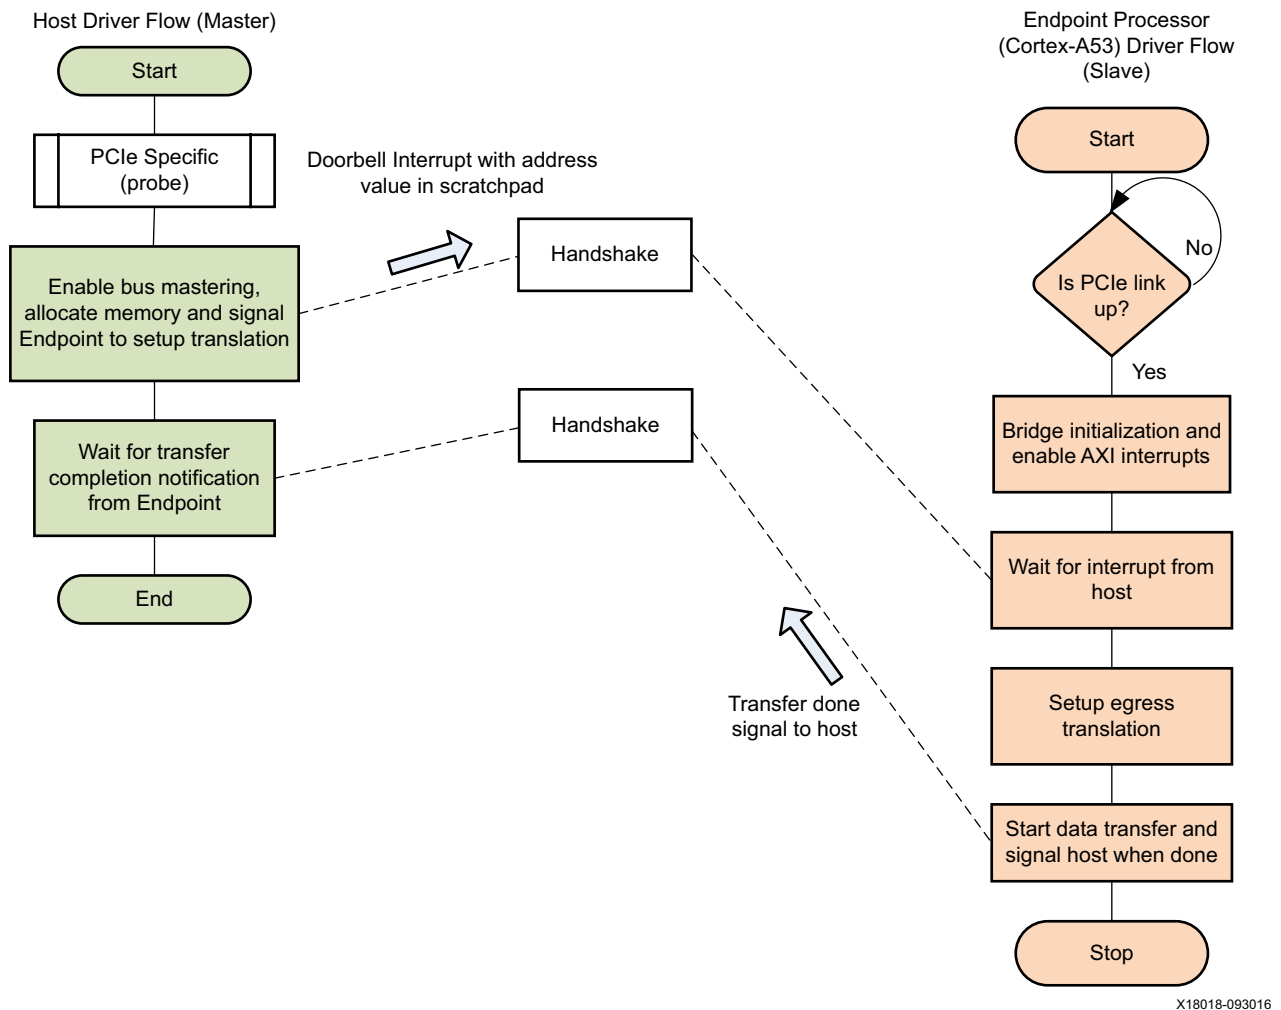 Host Driver Flow (Master)
Start
PCIe Specific
(probe)
Enable bus mastering,
allocate memory and signal
Endpoint to setup translation
Wait for transfer
completion notification
from Endpoint
End
Doorbell Interrupt with address
value in scratchpad
Handshake
Handshake
Transfer done
signal to host
Endpoint Processor
(Cortex-A53) Driver Flow
(Slave)
Start
No
Is PCIe link
up?
Yes
Bridge initialization and
enable AXI interrupts
Wait for interrupt from
host
Setup egress
translation
Start data transfer and
signal host when done
Stop
X18018-093016